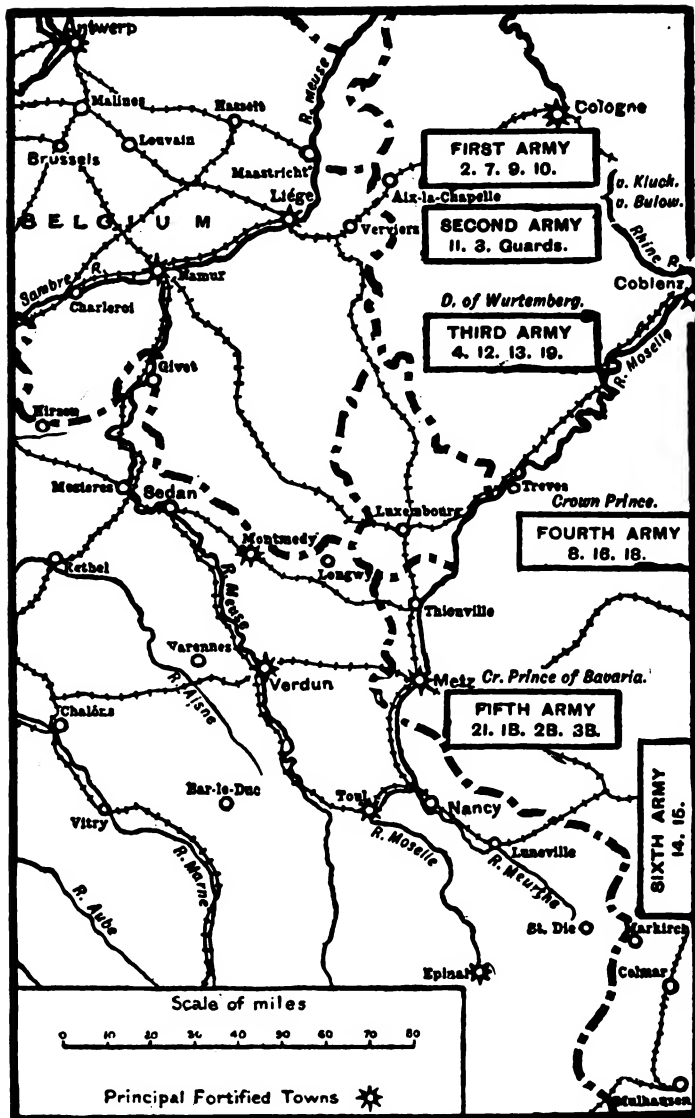 Antwerp
Malines
Hasselt
R. Meuse
Cologne
Louvain
Brussels
Maastricht
FIRST ARMY
2. 7. 9. 10.
Aix-la-Chapelle
v. Kluck.
v. Bulow.
Liége
BELGIUM
Verviers
SECOND ARMY
11. 3. Guards.
Rhine R.
Namur
Sambre R.
Charleroi
Coblenz
D. of Wurtemberg.
THIRD ARMY
4. 12. 13. 19.
R. Moselle
Givet
Hirson
Mezieres
Sedan
Treves
Luxembourg
Crown Prince.
FOURTH ARMY
8. 16. 18.
Montmedy
Longwy
Rethel
R. Meuse
Thionville
Varennes
Verdun
Metz
Cr. Prince of Bavaria.
R. Aisne
FIFTH ARMY
21. 1B. 2B. 3B.
Chalons
SIXTH ARMY
14. 15.
Bar-le-Duc
Toul
Nancy
Vitry
R. Moselle
Luneville
R. Marne
R. Meurthe
R. Aube
St. Die
Markirch
Epinal
Colmar
Scale of miles
0 10 20 30 40 50 60 70 80
Principal Fortified Towns
Mulhausen